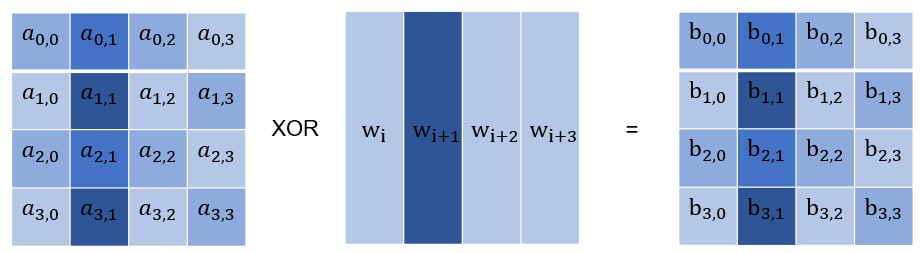 a0,0 a0,1 a0,2 a0,3 b0,0 b0,1 b0,2 b0,3
a1,0 a1,1 a1,2 a1,3 b1,0 b1,1 b1,2 b1,3
XOR wi wi+1 wi+2 wi+3 =
a2,0 a2,1 a2,2 a2,3 b2,0 b2,1 b2,2 b2,3
a3,0 a3,1 a3,2 a3,3 b3,0 b3,1 b3,2 b3,3